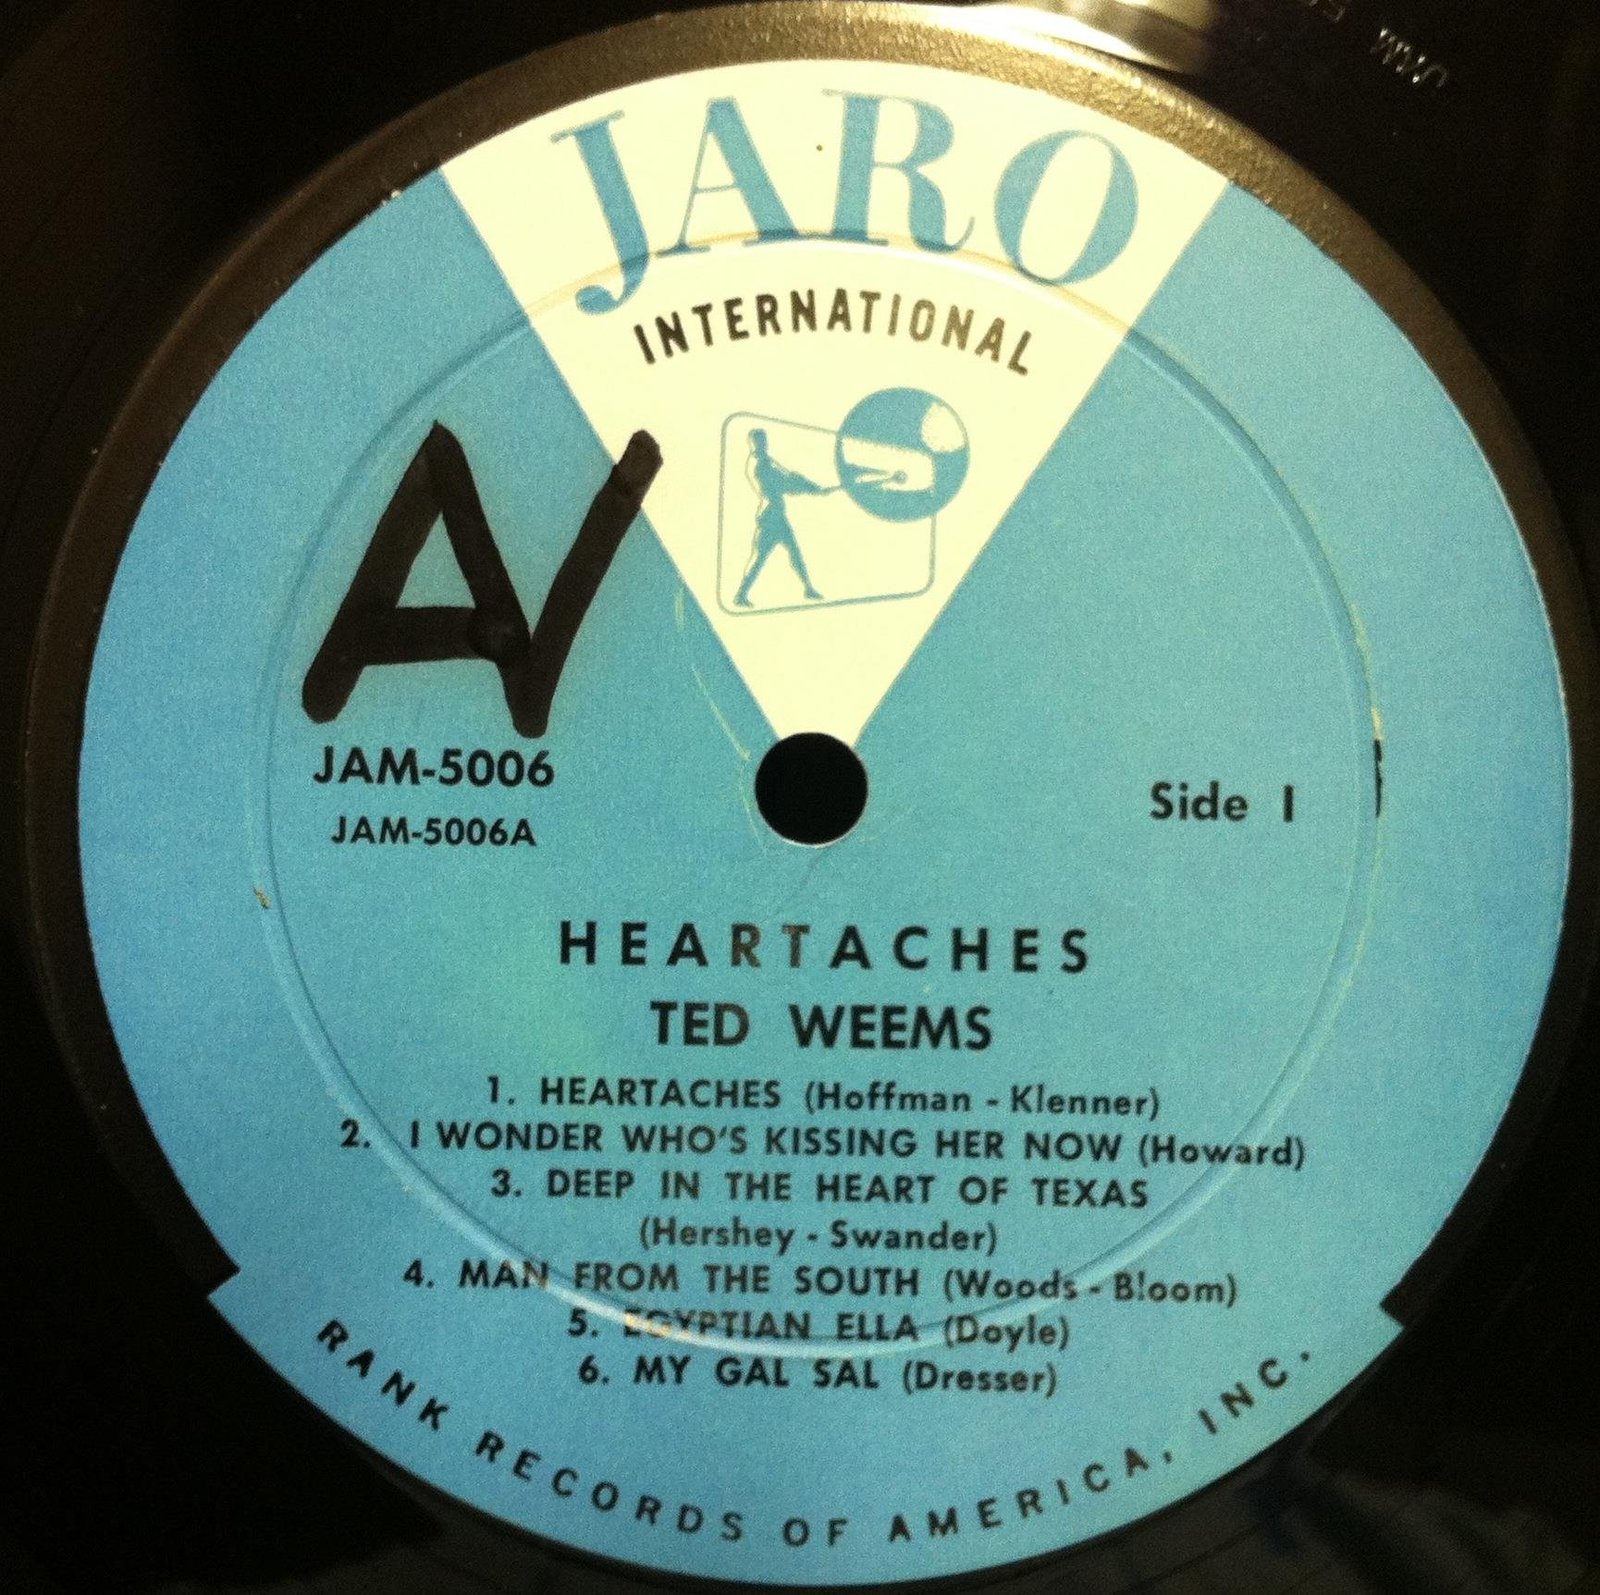 JARO
INTERNATIONAL
A/
JAM-5006
JAM-5006A
Side 1
HEARTACHES
TED WEEMS
1. HEARTACHES (Hoffman - Klenner)
2. I WONDER WHO'S KISSING HER NOW (Howard)
3. DEEP IN THE HEART OF TEXAS
(Hershey - Swander)
4. MAN FROM THE SOUTH (Woods - Bloom)
5. EGYPTIAN ELLA (Doyle)
6. MY GAL SAL (Dresser)
RANK RECORDS OF AMERICA, INC.